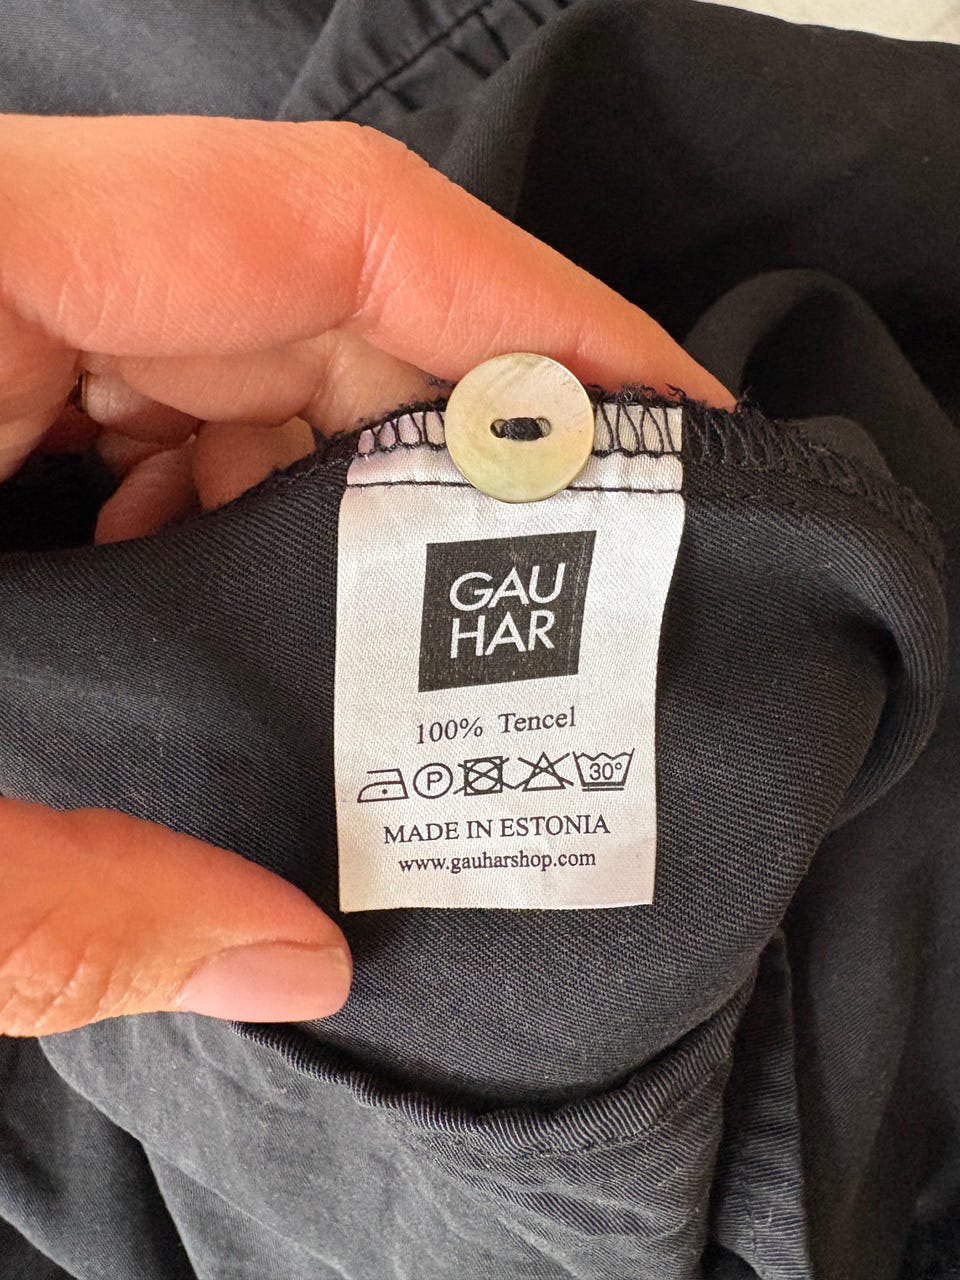 GAU
HAR
100% Tencel
P 30°
MADE IN ESTONIA
www.gauharshop.com